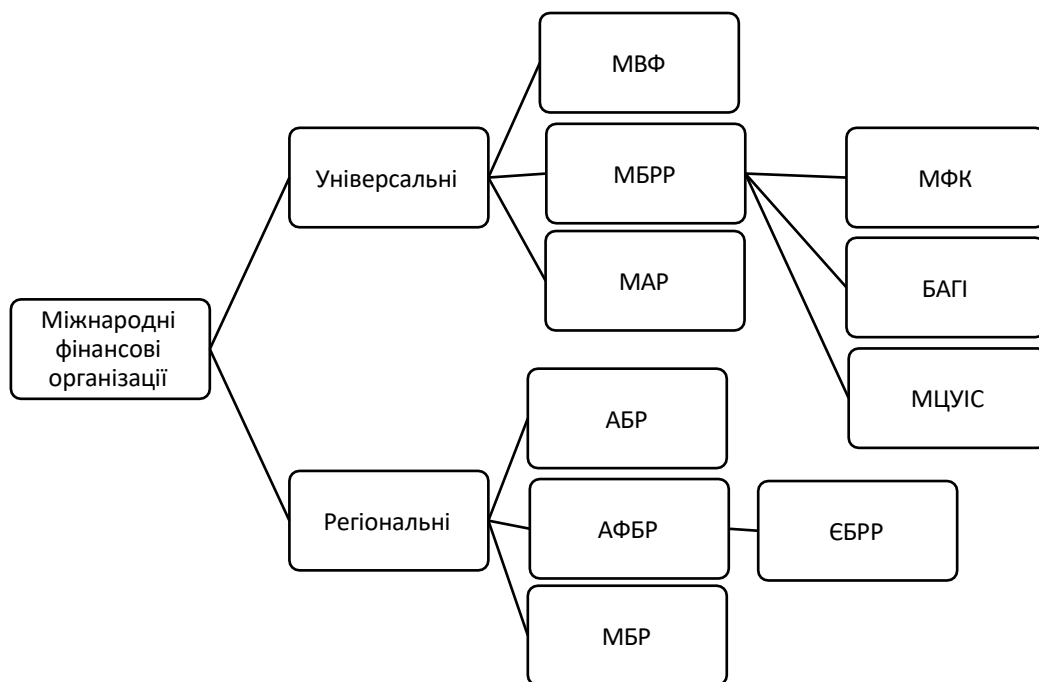 МВФ
Універсальні
МБРР
МФК
МАР
БАГІ
Міжнародні
фінансові
організації
МЦУІС
АБР
Регіональні
АФБР
ЄБРР
МБР